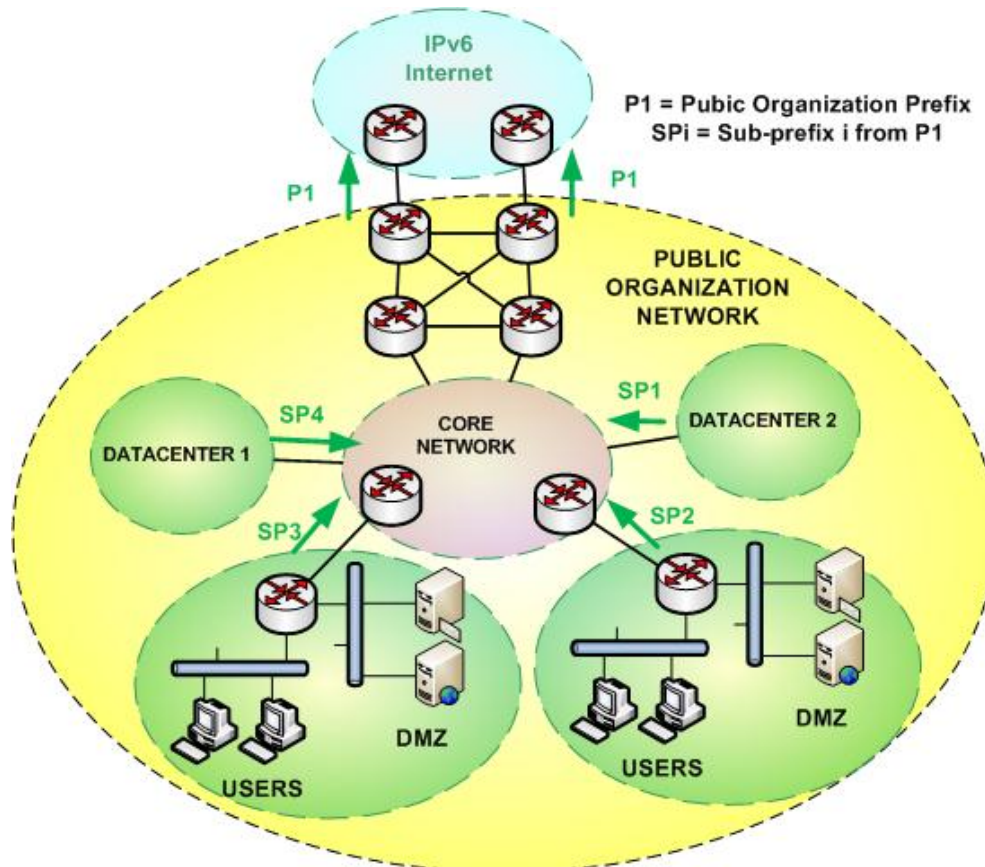 IPv6
Internet
P1 = Pubic Organization Prefix
SPi = Sub-prefix i from P1
P1
P1
PUBLIC
ORGANIZATION
NETWORK
SP1
SP4
CORE
NETWORK
DATACENTER 1
DATACENTER 2
SP3
SP2
DMZ
USERS
DMZ
USERS